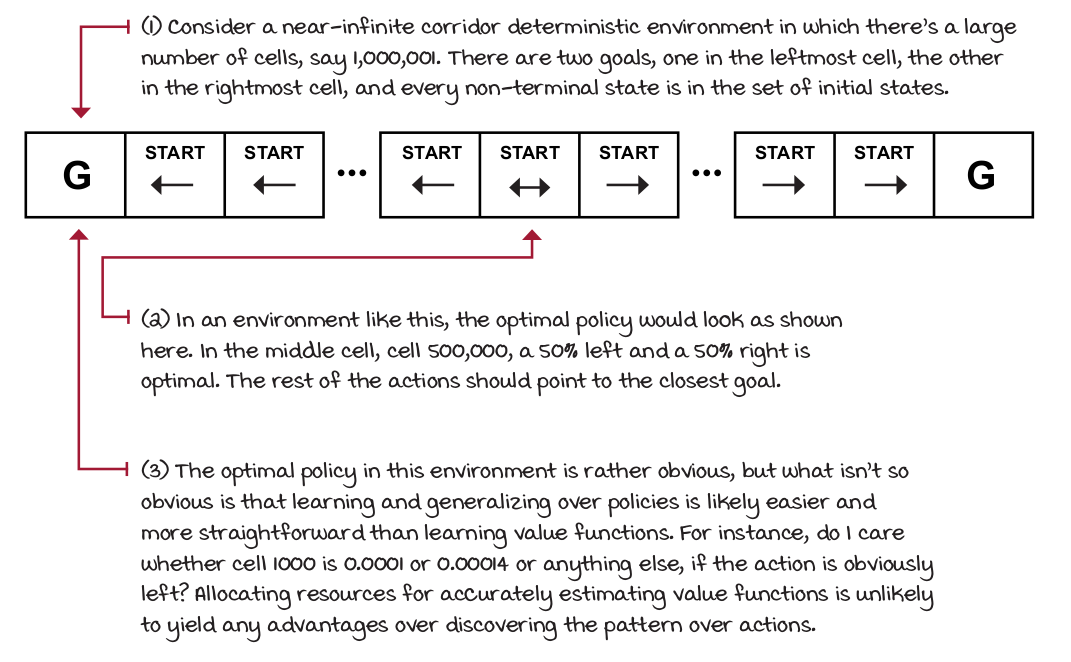 (1) Consider a near-infinite corridor deterministic environment in which there's a large
number of cells, say 1,000,001. There are two goals, one in the leftmost cell, the other
in the rightmost cell, and every non-terminal state is in the set of initial states.
G START START ... START START START ... START START G
(2) In an environment like this, the optimal policy would look as shown
here. In the middle cell, cell 500,000, a 50% left and a 50% right is
optimal. The rest of the actions should point to the closest goal.
(3) The optimal policy in this environment is rather obvious, but what isn't so
obvious is that learning and generalizing over policies is likely easier and
more straightforward than learning value functions. For instance, do I care
whether cell 1000 is 0.0001 or 0.00014 or anything else, if the action is obviously
left? Allocating resources for accurately estimating value functions is unlikely
to yield any advantages over discovering the pattern over actions.